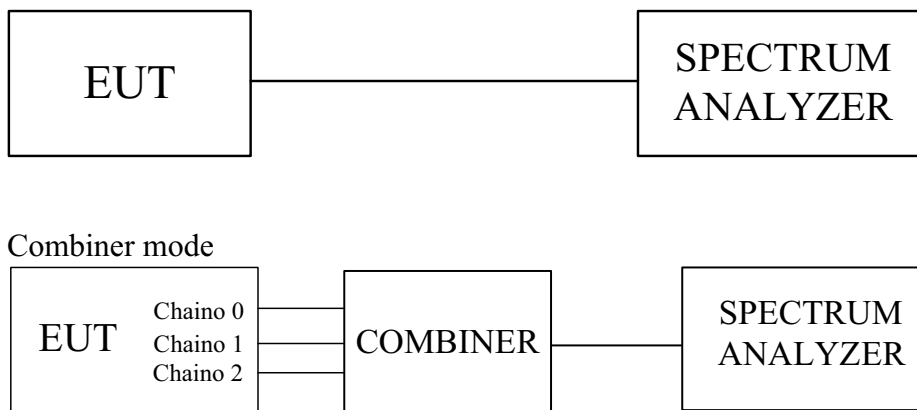 EUT
SPECTRUM
ANALYZER
Combiner mode
EUT
Chaino 0
Chaino 1
Chaino 2
COMBINER
SPECTRUM
ANALYZER